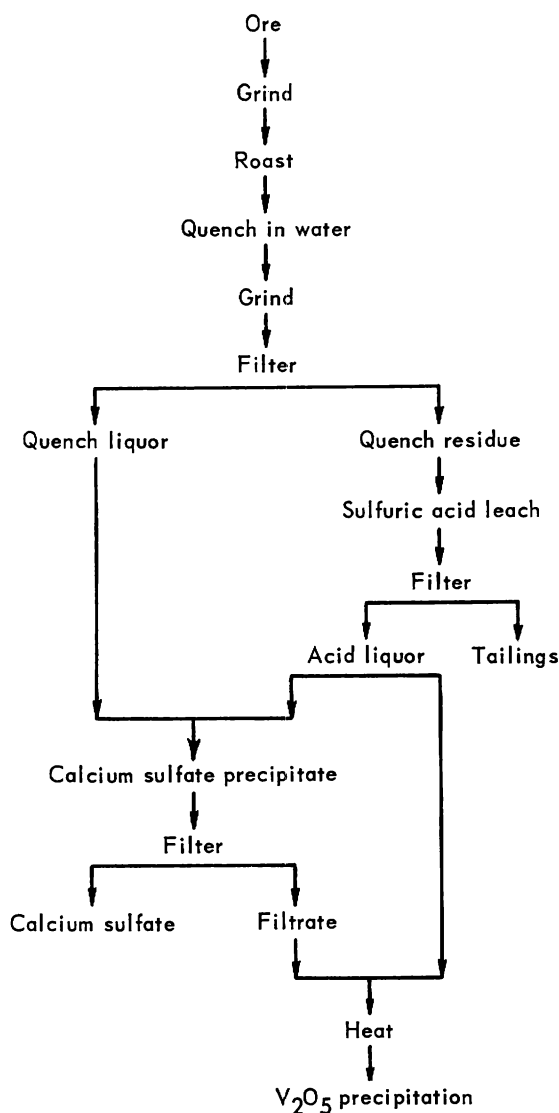 Ore
Grind
Roast
Quench in water
Grind
Filter
Quench liquor
Quench residue
Sulfuric acid leach
Filter
Acid liquor
Tailings
Calcium sulfate precipitate
Filter
Calcium sulfate
Filtrate
Heat
V₂O₅ precipitation